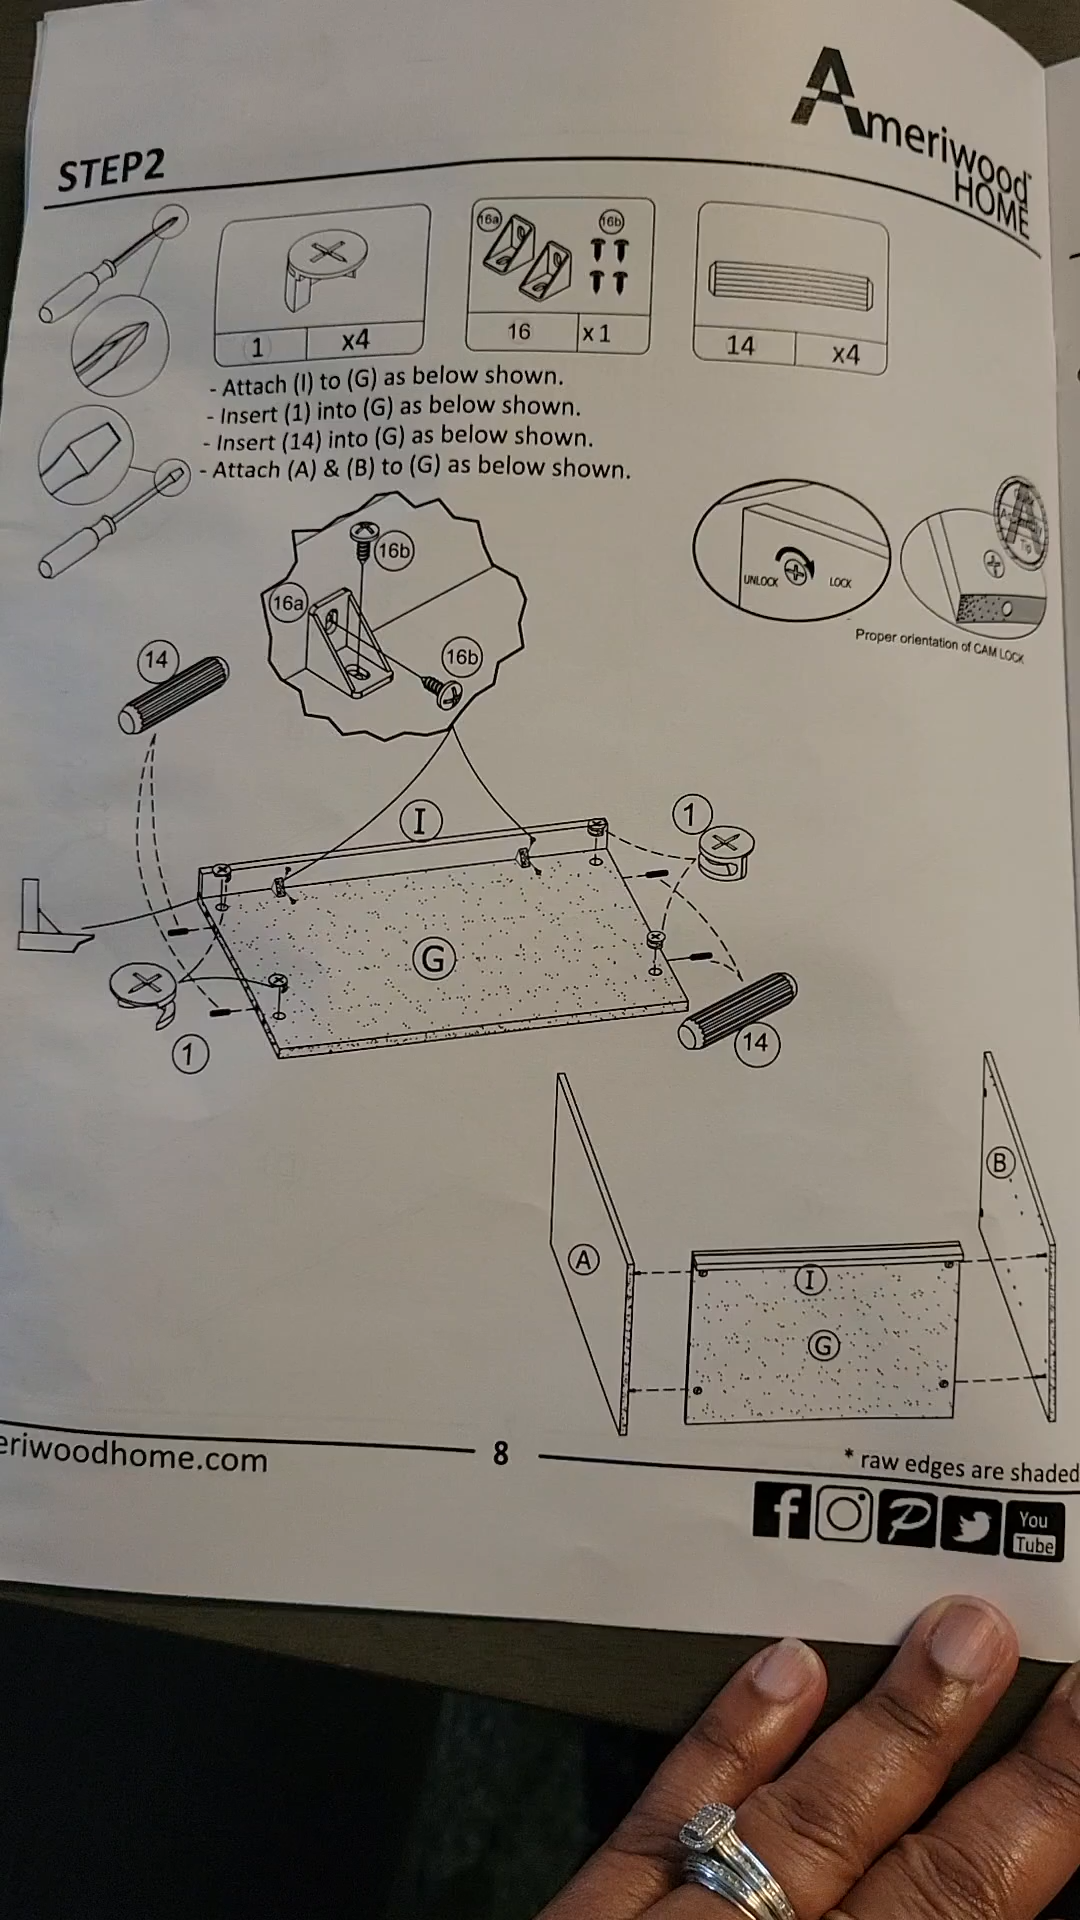 Ameriwood
HOME
STEP2
16a
16b
1
x4
16
x1
14
x4
- Attach (I) to (G) as below shown.
- Insert (1) into (G) as below shown.
- Insert (14) into (G) as below shown.
- Attach (A) & (B) to (G) as below shown.
16b
16a
16b
UNLOCK
LOCK
Assembly
Tip
Proper orientation of CAM LOCK
14
I
1
G
1
14
A
B
I
G
eriwoodhome.com
8
* raw edges are shaded
f
You
Tube